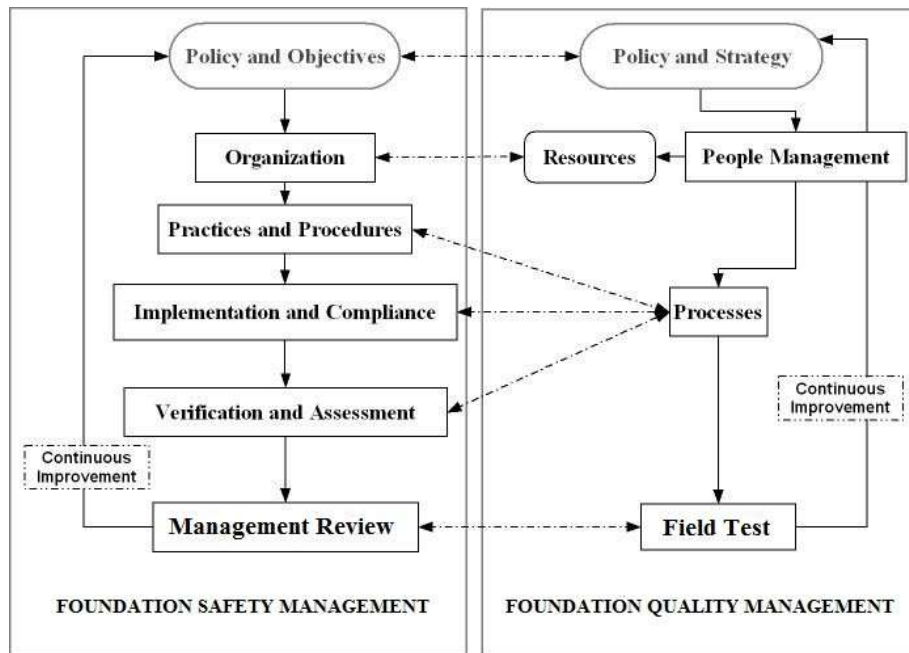 Policy and Objectives
Organization
Practices and Procedures
Implementation and Compliance
Verification and Assessment
Continuous
Improvement
Management Review
FOUNDATION SAFETY MANAGEMENT
Policy and Strategy
Resources
People Management
Processes
Continuous
Improvement
Field Test
FOUNDATION QUALITY MANAGEMENT